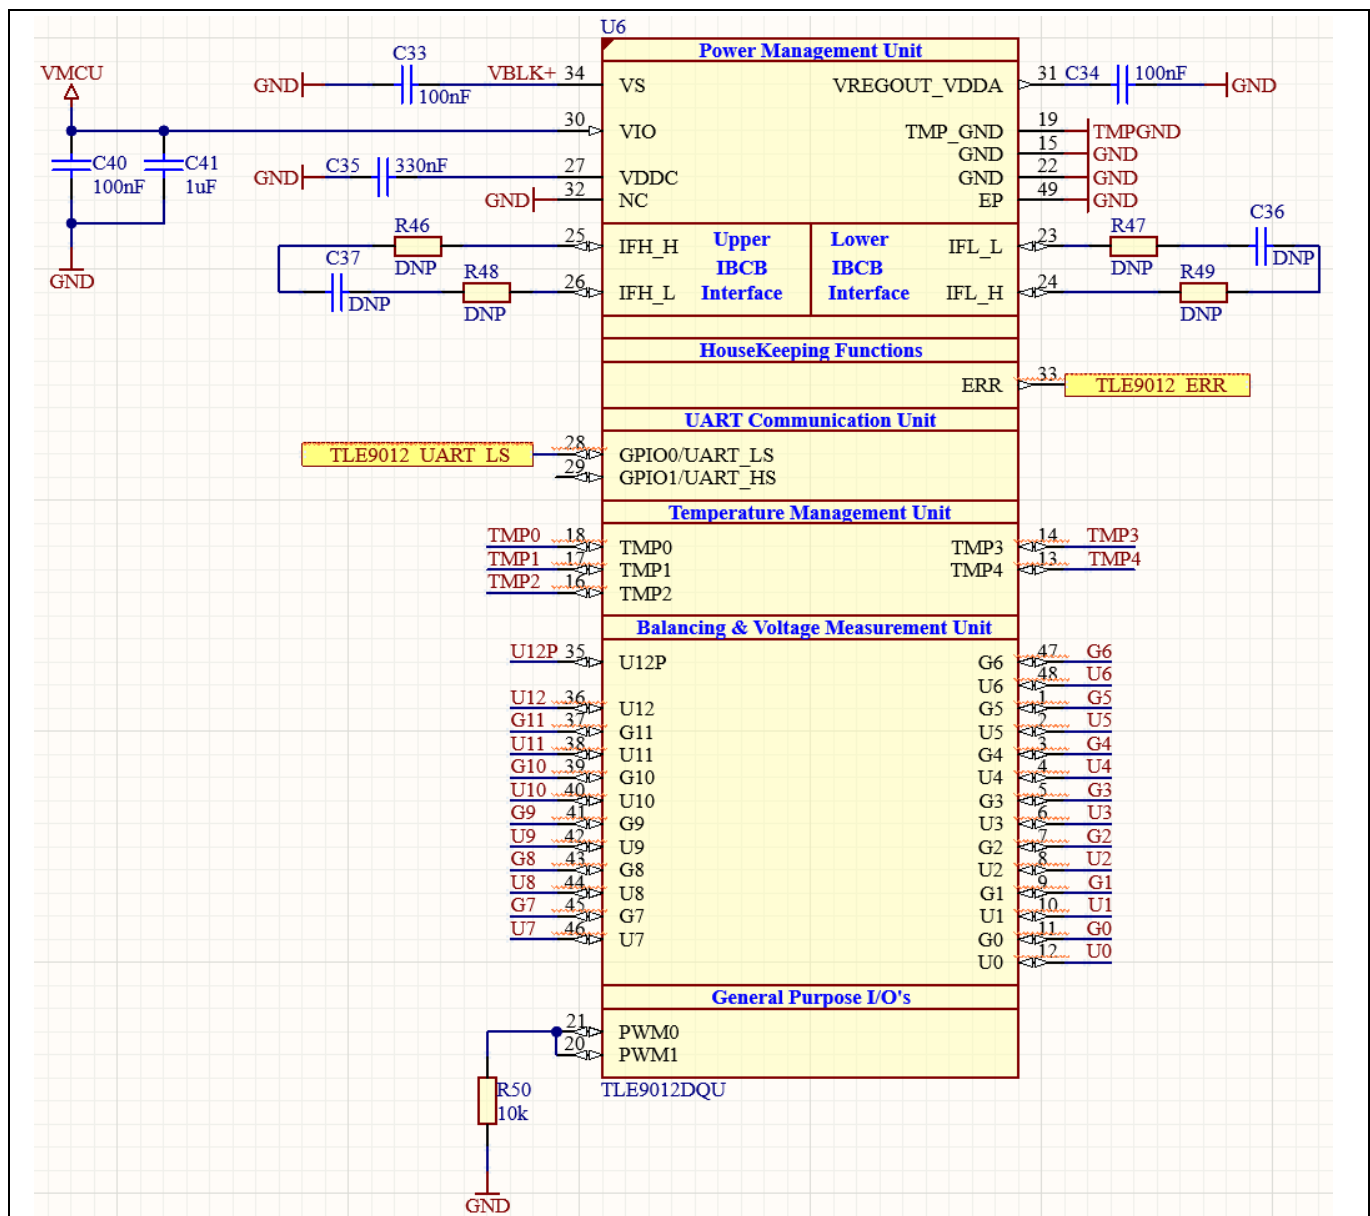 U6
Power Management Unit
VMCU
GND
C33
100nF
VBLK+
34
VS
VREGOUT_VDDA
31
C34
100nF
GND
30
VIO
TMP_GND
19
TMPGND
GND
15
GND
C40
100nF
C41
1uF
GND
C35
330nF
27
VDDC
GND
22
GND
GND
32
NC
EP
49
GND
GND
R46
DNP
25
IFH_H
Upper
IBCB
Interface
Lower
IBCB
Interface
IFL_L
23
R47
DNP
C36
DNP
C37
DNP
R48
DNP
26
IFH_L
IFL_H
24
R49
DNP
HouseKeeping Functions
ERR
33
TLE9012_ERR
UART Communication Unit
TLE9012_UART_LS
28
GPIO0/UART_LS
29
GPIO1/UART_HS
Temperature Management Unit
TMP0
18
TMP0
TMP3
14
TMP3
TMP1
17
TMP1
TMP4
13
TMP4
TMP2
16
TMP2
Balancing & Voltage Measurement Unit
U12P
35
U12P
G6
47
G6
U6
48
U6
U12
36
U12
G5
1
G5
G11
37
G11
U5
2
U5
U11
38
U11
G4
3
G4
G10
39
G10
U4
4
U4
U10
40
U10
G3
5
G3
G9
41
G9
U3
6
U3
U9
42
U9
G2
7
G2
G8
43
G8
U2
8
U2
U8
44
U8
G1
9
G1
G7
45
G7
U1
10
U1
U7
46
U7
G0
11
G0
U0
12
U0
General Purpose I/O's
21
PWM0
20
PWM1
R50
10k
TLE9012DQU
GND